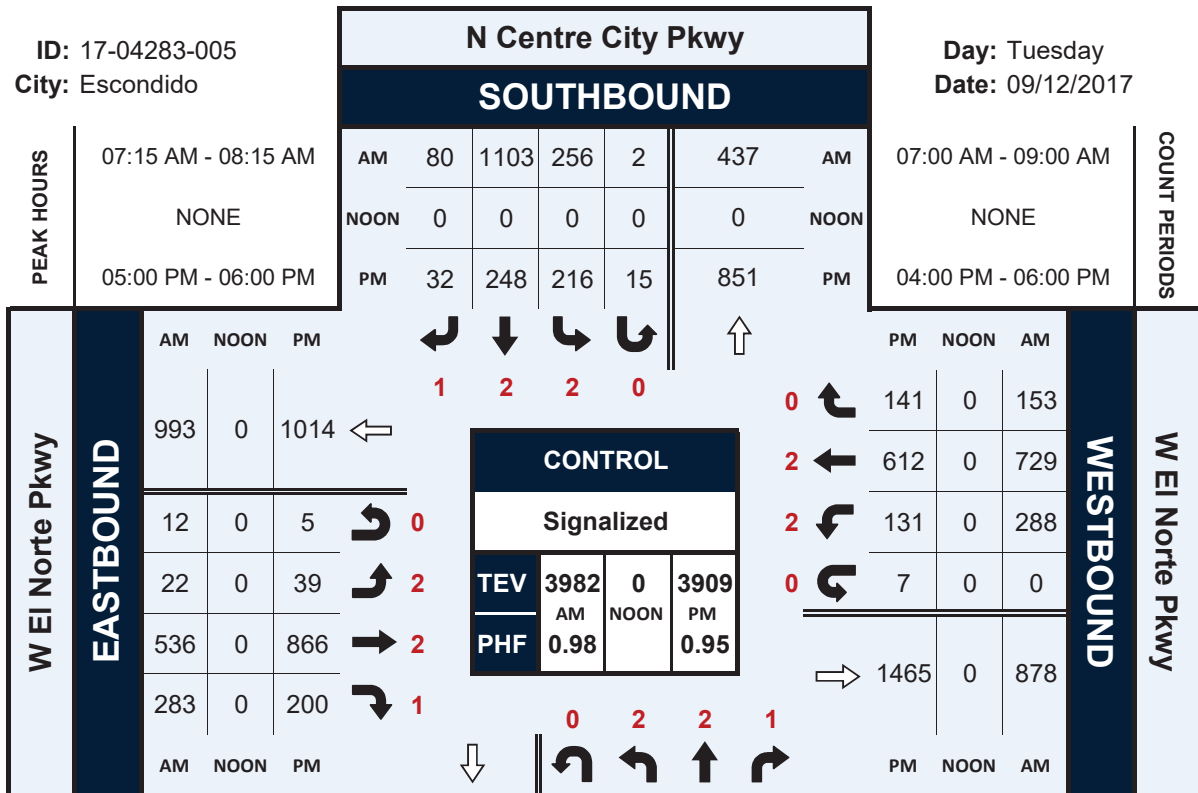 ID: 17-04283-005
City: Escondido
N Centre City Pkwy
SOUTHBOUND
Day: Tuesday
Date: 09/12/2017
PEAK HOURS
07:15 AM - 08:15 AM
NONE
05:00 PM - 06:00 PM
AM 80 1103 256 2 437 AM
NOON 0 0 0 0 0 NOON
PM 32 248 216 15 851 PM
07:00 AM - 09:00 AM
NONE
04:00 PM - 06:00 PM
COUNT PERIODS
1 2 2 0
W El Norte Pkwy
EASTBOUND
AM NOON PM
993 0 1014
12 0 5 0
22 0 39 2
536 0 866 2
283 0 200 1
AM NOON PM
CONTROL
Signalized
TEV 3982 0 3909
AM NOON PM
PHF 0.98 0.95
PM NOON AM
0 141 0 153
2 612 0 729
2 131 0 288
0 7 0 0
1465 0 878
PM NOON AM
WESTBOUND
W El Norte Pkwy
0 2 2 1